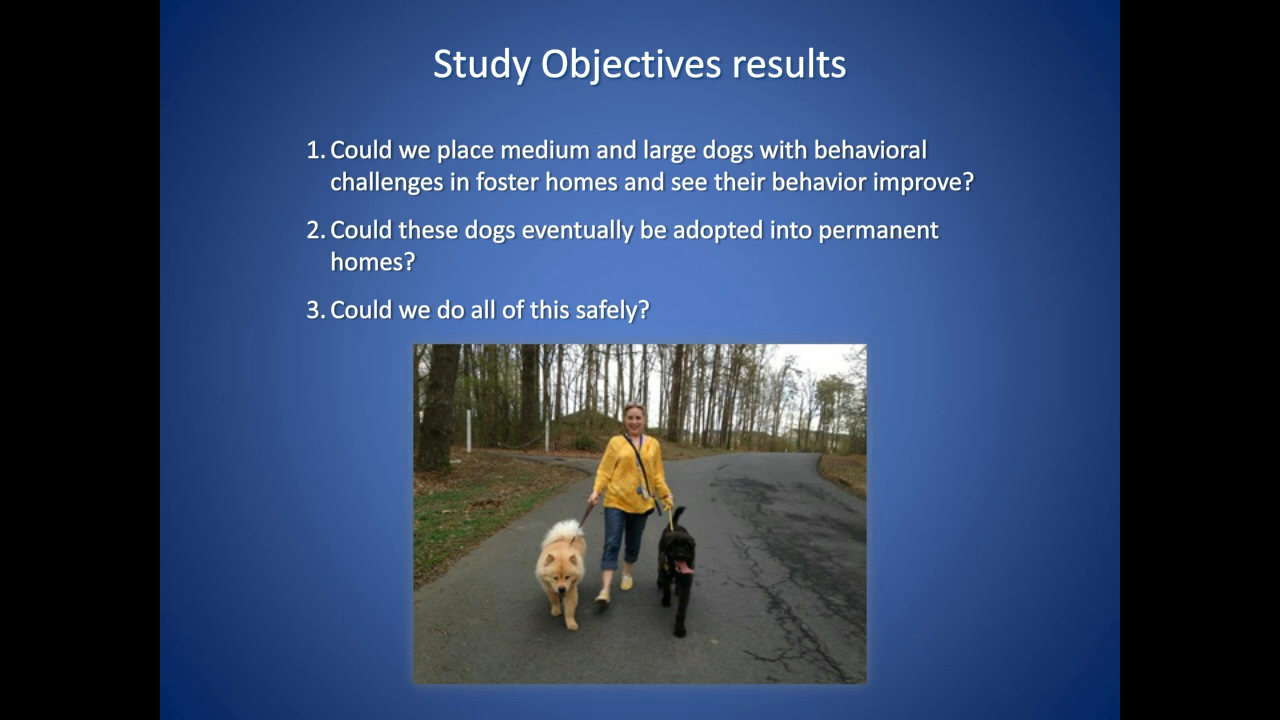 Study Objectives results
1. Could we place medium and large dogs with behavioral
challenges in foster homes and see their behavior improve?
2. Could these dogs eventually be adopted into permanent
homes?
3. Could we do all of this safely?